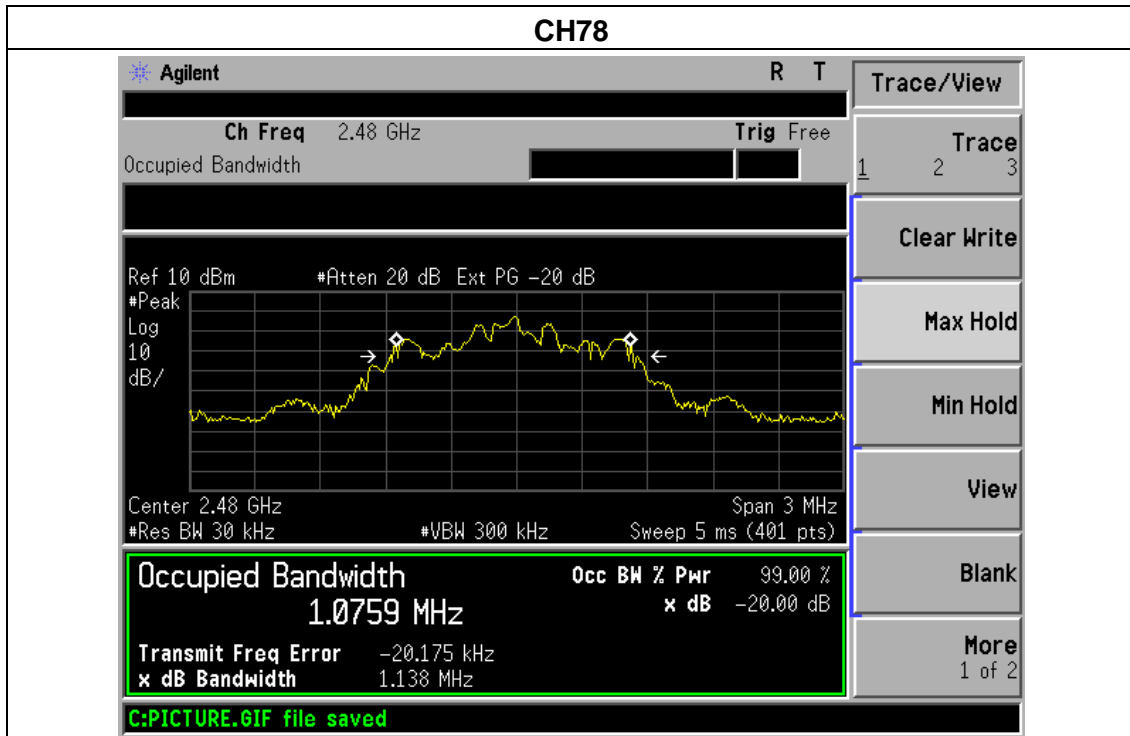 CH78
Agilent R T
Ch Freq 2.48 GHz Trig Free
Occupied Bandwidth
Ref 10 dBm #Atten 20 dB Ext PG -20 dB
#Peak
Log
10
dB/
Center 2.48 GHz Span 3 MHz
#Res BW 30 kHz #VBW 300 kHz Sweep 5 ms (401 pts)
Occupied Bandwidth Occ BW % Pwr 99.00 %
1.0759 MHz x dB -20.00 dB
Transmit Freq Error -20.175 kHz
x dB Bandwidth 1.138 MHz
C:PICTURE.GIF file saved
Trace/View
Trace
1 2 3
Clear Write
Max Hold
Min Hold
View
Blank
More
1 of 2